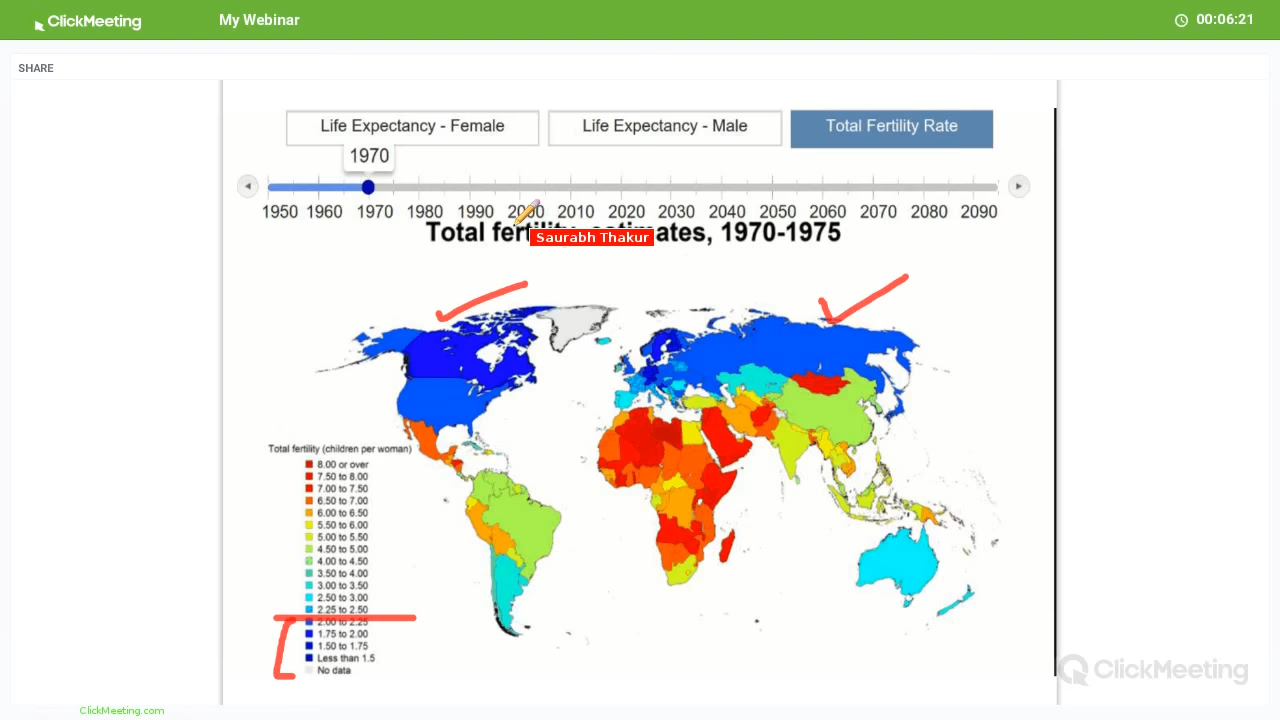 ClickMeeting
My Webinar
00:06:21
SHARE
Life Expectancy - Female
Life Expectancy - Male
Total Fertility Rate
1970
1950 1960 1970 1980 1990 2000 2010 2020 2030 2040 2050 2060 2070 2080 2090
Total fertility estimates, 1970-1975
Saurabh Thakur
Total fertility (children per woman)
8.00 or over
7.50 to 8.00
7.00 to 7.50
6.50 to 7.00
6.00 to 6.50
5.50 to 6.00
5.00 to 5.50
4.50 to 5.00
4.00 to 4.50
3.50 to 4.00
3.00 to 3.50
2.50 to 3.00
2.25 to 2.50
2.00 to 2.25
1.75 to 2.00
1.50 to 1.75
Less than 1.5
No data
ClickMeeting
ClickMeeting.com